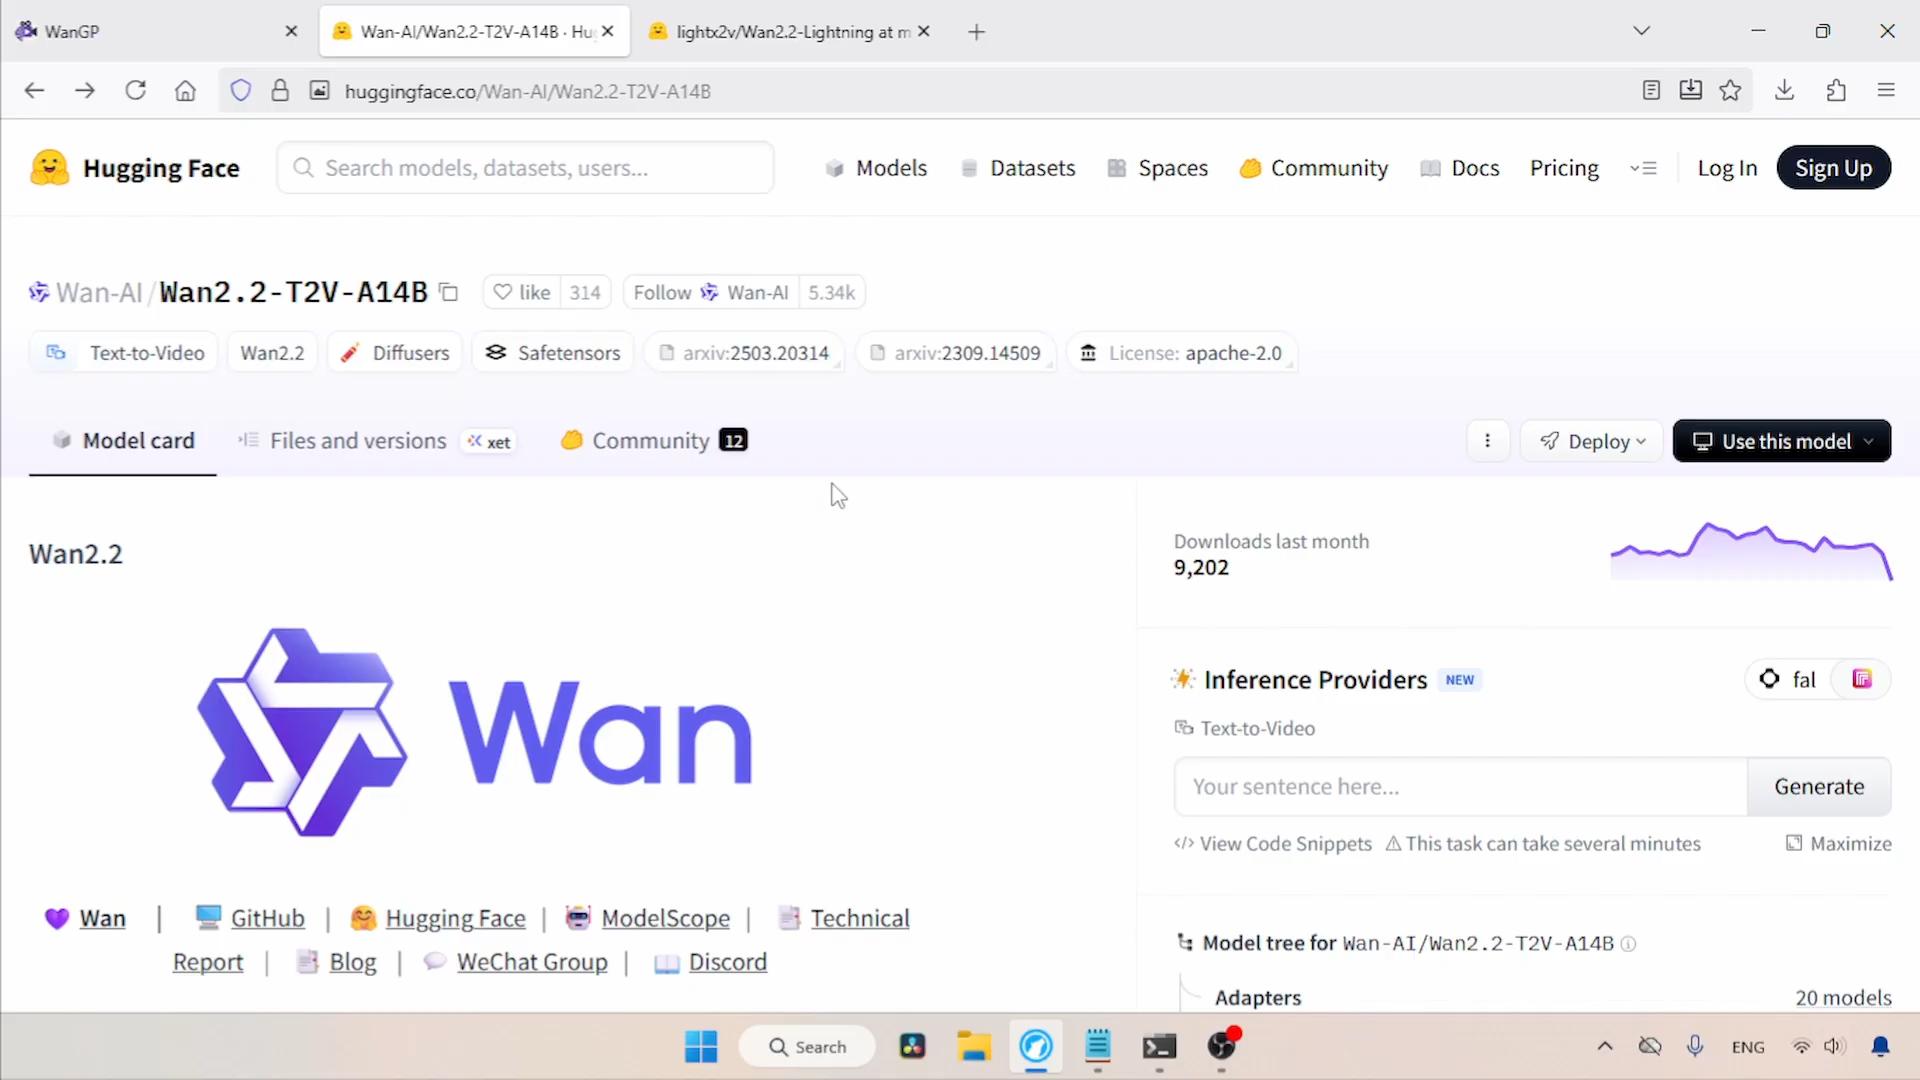 WanGP
Wan-AI/Wan2.2-T2V-A14B · Hu
lightx2v/Wan2.2-Lightning at m
huggingface.co/Wan-AI/Wan2.2-T2V-A14B
Hugging Face
Search models, datasets, users...
Models
Datasets
Spaces
Community
Docs
Pricing
Log In
Sign Up
Wan-AI/Wan2.2-T2V-A14B
like 314
Follow Wan-AI 5.34k
Text-to-Video
Wan2.2
Diffusers
Safetensors
arxiv:2503.20314
arxiv:2309.14509
License: apache-2.0
Model card
Files and versions
xet
Community 12
Deploy
Use this model
Wan2.2
Wan
Downloads last month
9,202
Inference Providers NEW
fal
Text-to-Video
Your sentence here...
Generate
View Code Snippets
This task can take several minutes
Maximize
Wan | GitHub | Hugging Face | ModelScope | Technical
Report | Blog | WeChat Group | Discord
Model tree for Wan-AI/Wan2.2-T2V-A14B
Adapters
20 models
Search
ENG